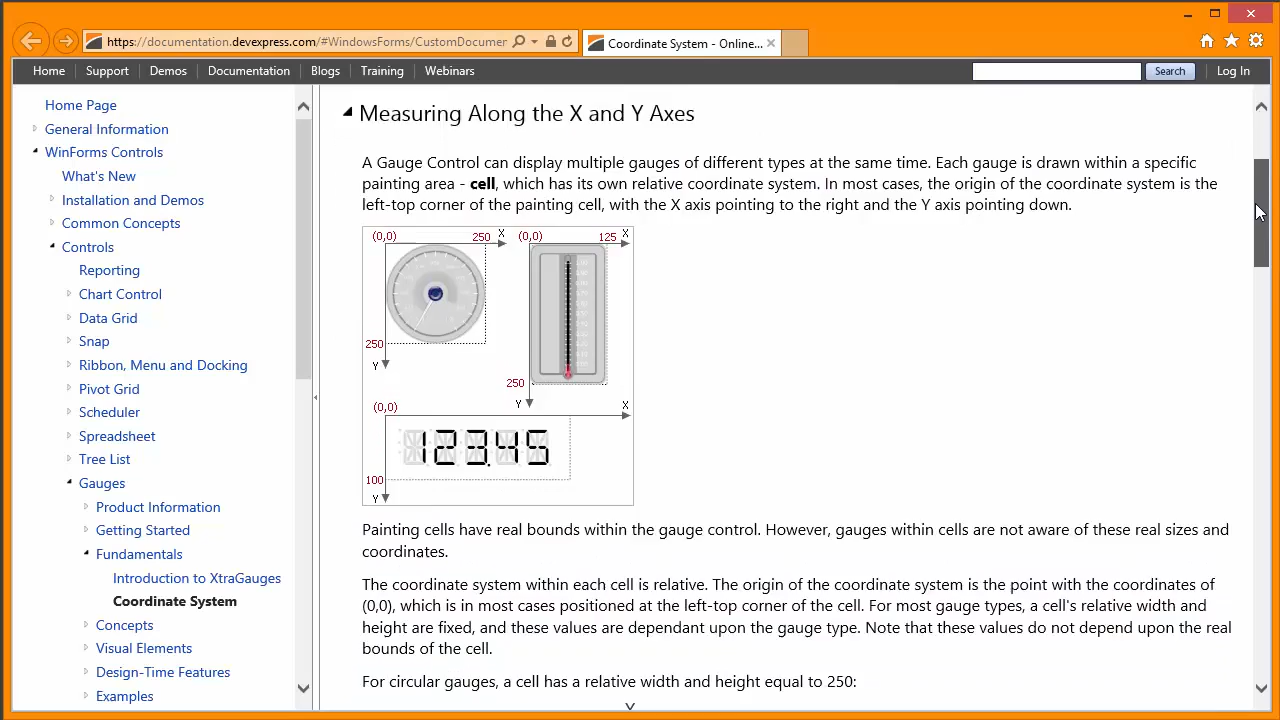 https://documentation.devexpress.com/#WindowsForms/CustomDocumer
Coordinate System - Online...
Home Support Demos Documentation Blogs Training Webinars Search Log In
Home Page
General Information
WinForms Controls
What's New
Installation and Demos
Common Concepts
Controls
Reporting
Chart Control
Data Grid
Snap
Ribbon, Menu and Docking
Pivot Grid
Scheduler
Spreadsheet
Tree List
Gauges
Product Information
Getting Started
Fundamentals
Introduction to XtraGauges
Coordinate System
Concepts
Visual Elements
Design-Time Features
Examples
Measuring Along the X and Y Axes
A Gauge Control can display multiple gauges of different types at the same time. Each gauge is drawn within a specific
painting area - cell, which has its own relative coordinate system. In most cases, the origin of the coordinate system is the
left-top corner of the painting cell, with the X axis pointing to the right and the Y axis pointing down.
(0,0) 250 X (0,0) 125 X
250
Y
250
Y
(0,0) X
123.45
100
Y
Painting cells have real bounds within the gauge control. However, gauges within cells are not aware of these real sizes and
coordinates.
The coordinate system within each cell is relative. The origin of the coordinate system is the point with the coordinates of
(0,0), which is in most cases positioned at the left-top corner of the cell. For most gauge types, a cell's relative width and
height are fixed, and these values are dependant upon the gauge type. Note that these values do not depend upon the real
bounds of the cell.
For circular gauges, a cell has a relative width and height equal to 250: